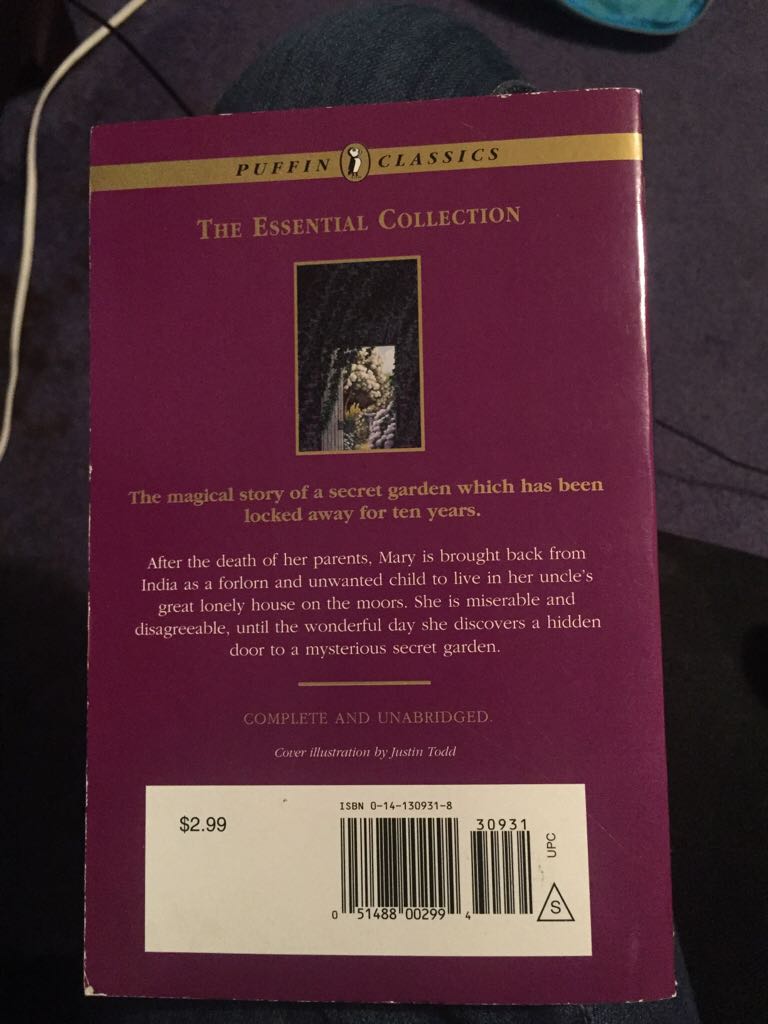 PUFFIN CLASSICS
THE ESSENTIAL COLLECTION
The magical story of a secret garden which has been
locked away for ten years.
After the death of her parents, Mary is brought back from
India as a forlorn and unwanted child to live in her uncle's
great lonely house on the moors. She is miserable and
disagreeable, until the wonderful day she discovers a hidden
door to a mysterious secret garden.
COMPLETE AND UNABRIDGED.
Cover illustration by Justin Todd
$2.99
ISBN 0-14-130931-8
30931
UPC
S
0 51488 00299 4